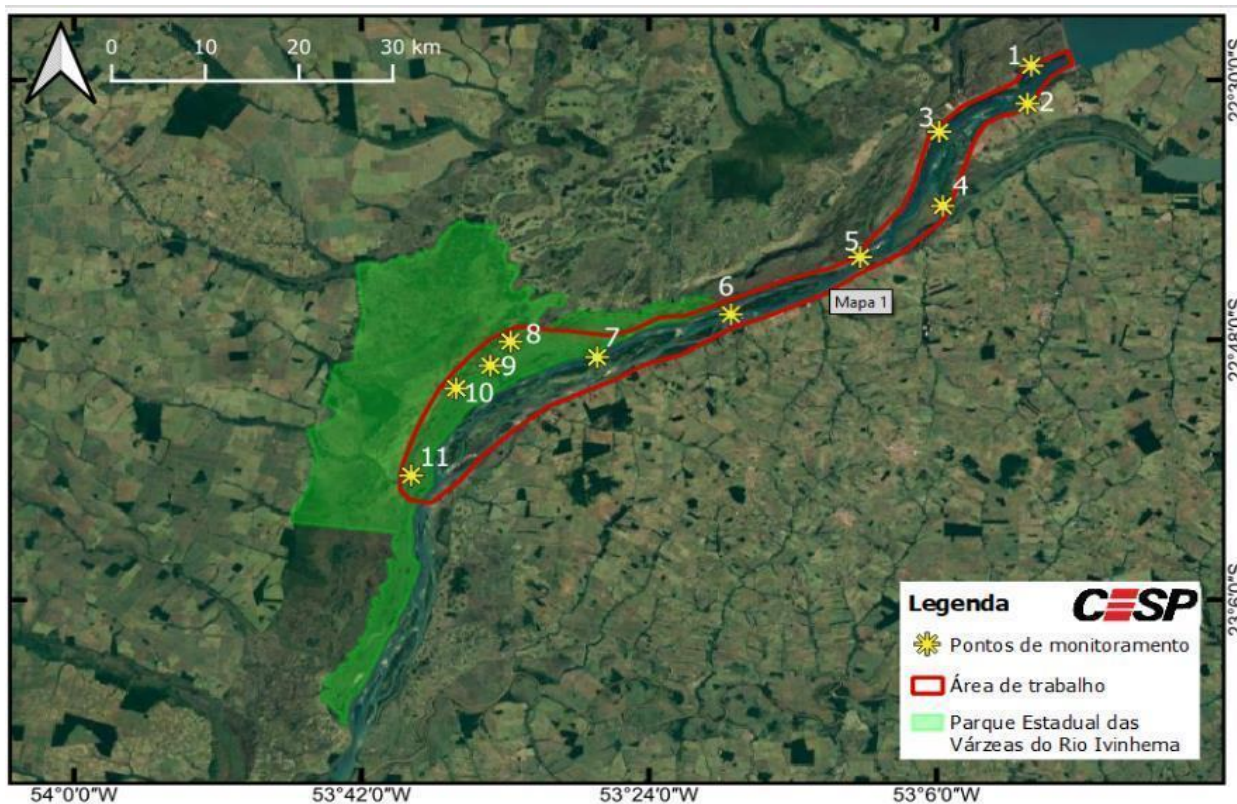 0 10 20 30 km
1
2
3
4
5
Mapa 1
6
7
8
9
10
11
22°30'0"S
22°48'0"S
23°6'0"S
Legenda
CESP
Pontos de monitoramento
Área de trabalho
Parque Estadual das
Várzeas do Rio Ivinhema
54°0'0"W 53°42'0"W 53°24'0"W 53°6'0"W